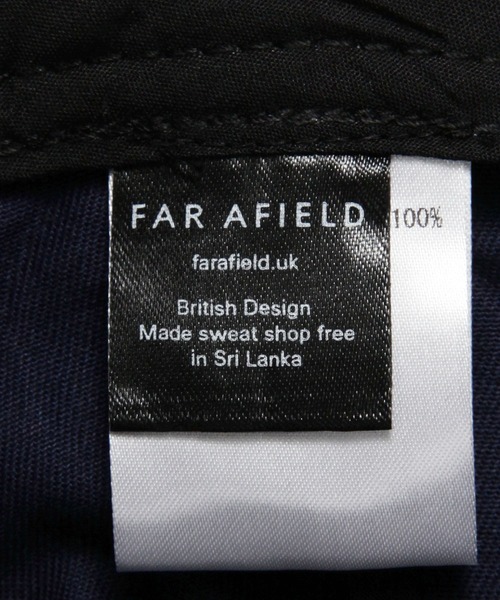 FAR AFIELD
100%
farafield.uk
British Design
Made sweat shop free
in Sri Lanka